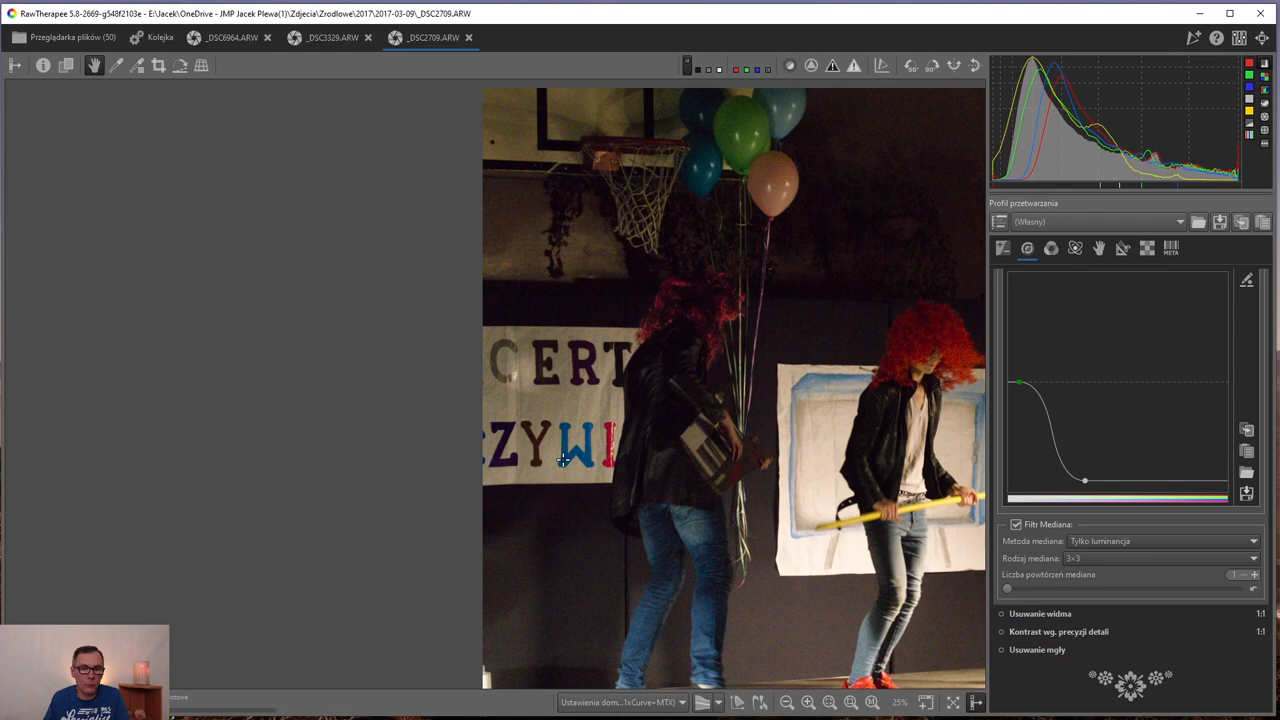 RawTherapee 5.8-2669-g548f2103e - E:\Jacek\OneDrive - JMP Jacek Plewa(1)\Zdjecia\Zrodlowe\2017\2017-03-09\_DSC2709.ARW
Przeglądarka plików (50) Kolejka _DSC6964.ARW _DSC3329.ARW _DSC2709.ARW
Profil przetwarzania
(Własny)
META
CERT
CZYWI
Filtr Mediana:
Metoda mediana: Tylko luminancja
Rodzaj mediana: 3×3
Liczba powtórzeń mediana 1
Usuwanie widma 1:1
Kontrast wg. precyzji detali 1:1
Usuwanie mgły
Ustawienia dom...1xCurve+MTX) 25%